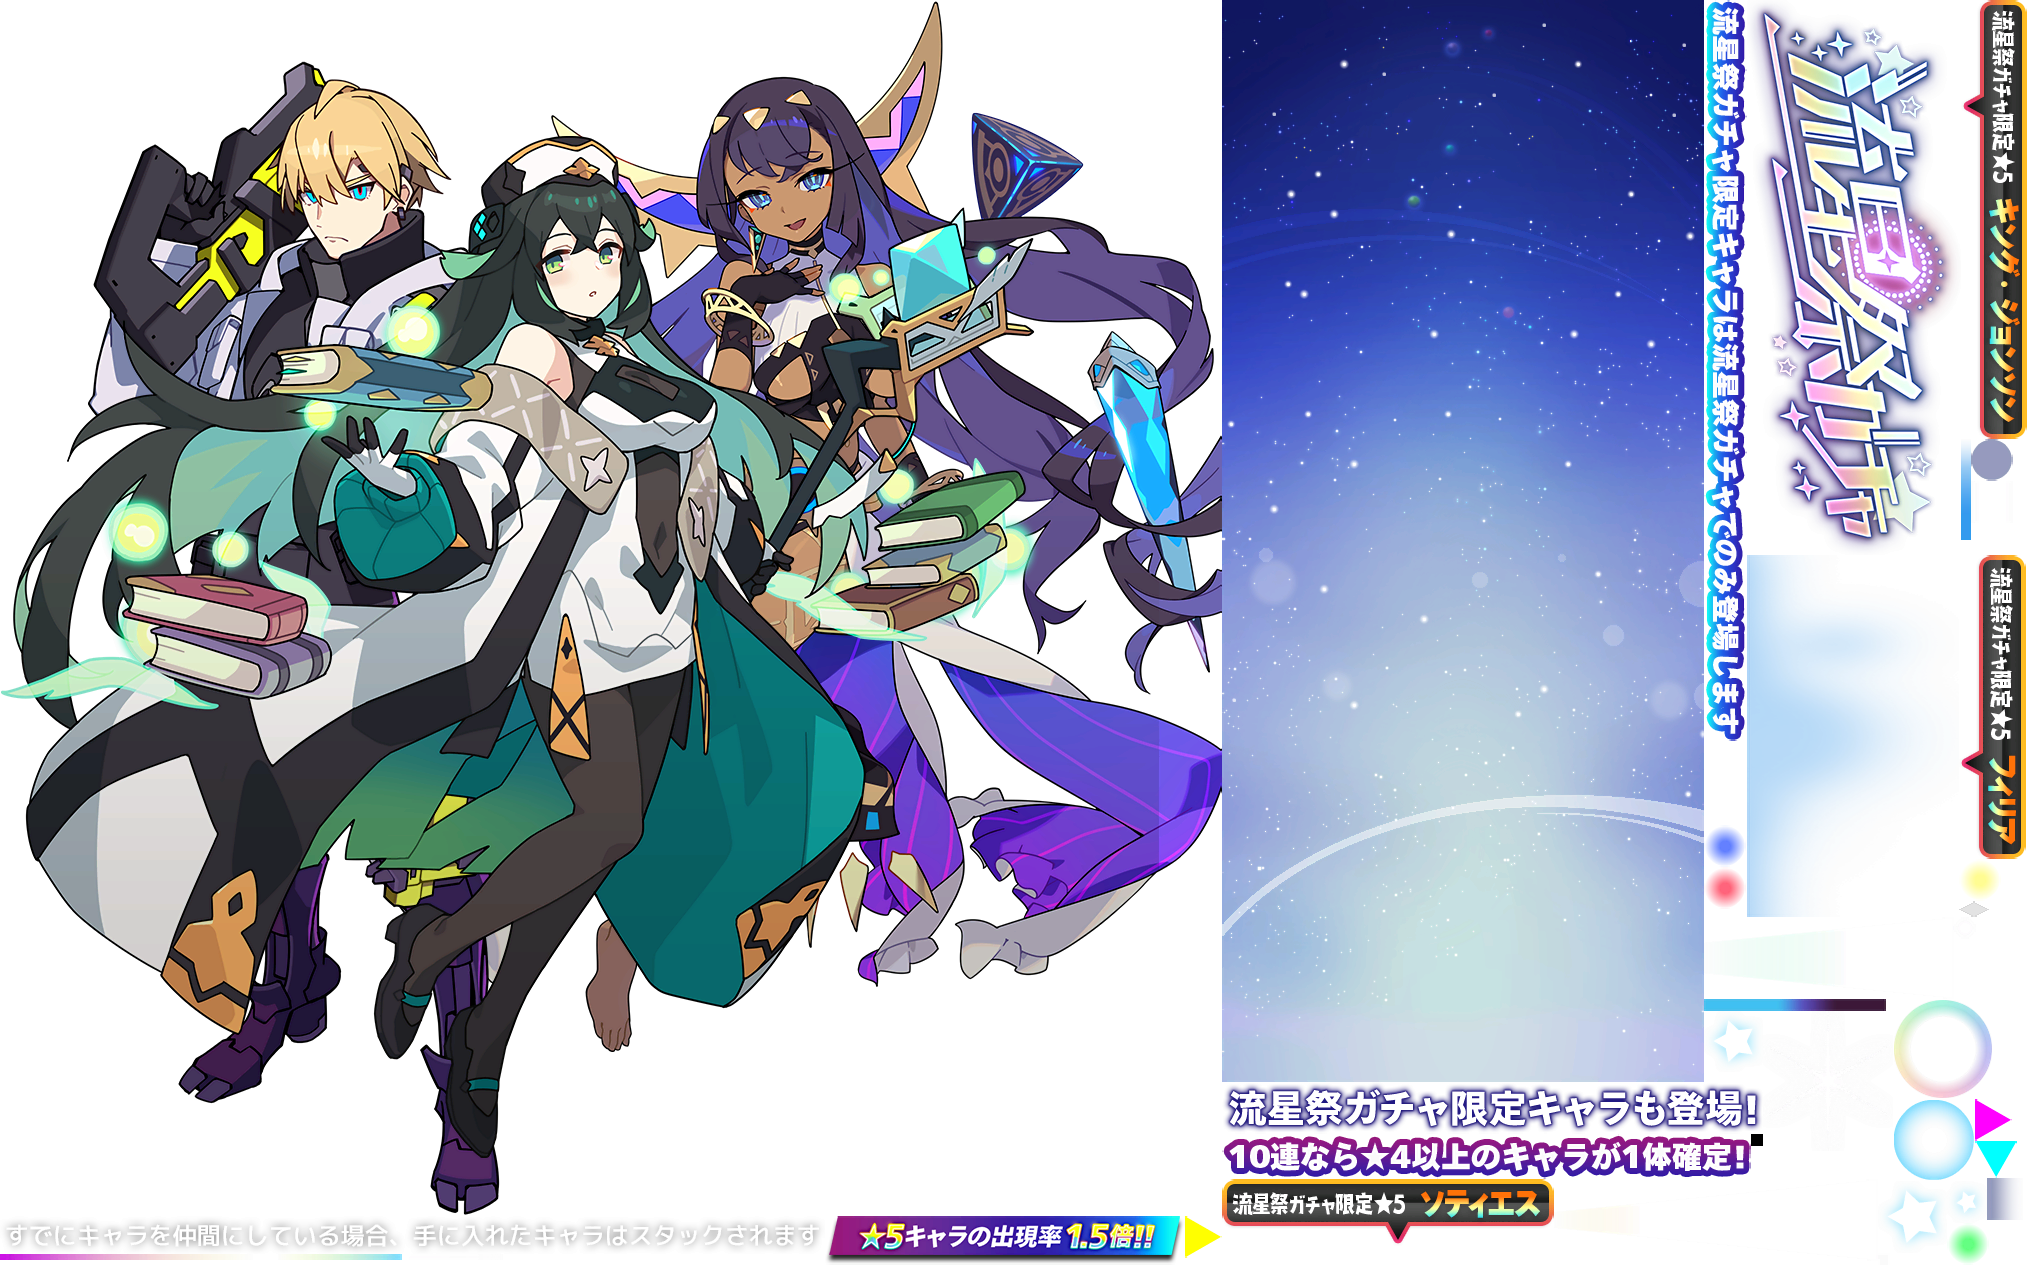 流星祭ガチャ限定★5 キング・ジョンソン
流星祭ガチャ
流星祭ガチャ限定キャラは流星祭ガチャでのみ登場します
流星祭ガチャ限定★5 フィリア
流星祭ガチャ限定キャラも登場!
10連なら★4以上のキャラが1体確定!
流星祭ガチャ限定★5 ソティエス
すでにキャラを仲間にしている場合、手に入れたキャラはスタックされます
★5キャラの出現率1.5倍!!